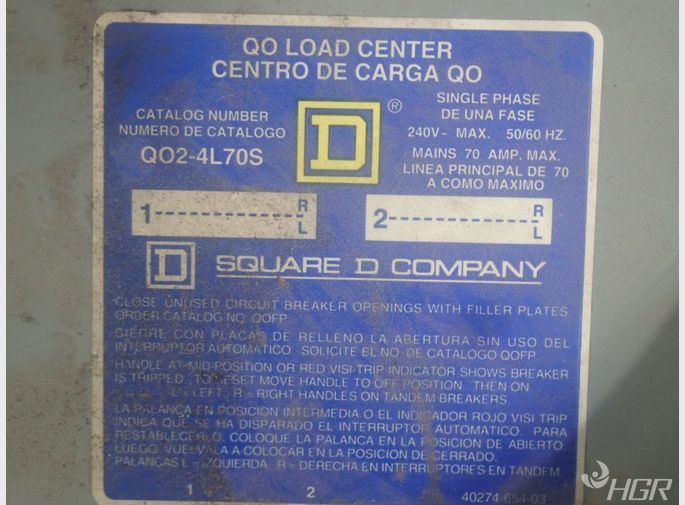 QO LOAD CENTER
CENTRO DE CARGA QO
CATALOG NUMBER
NUMERO DE CATALOGO
QO2-4L70S
D
®
SINGLE PHASE
DE UNA FASE
240V~ MAX. 50/60 HZ.
MAINS 70 AMP. MAX.
LINEA PRINCIPAL DE 70
A COMO MAXIMO
1 R
L
2 R
L
D SQUARE D COMPANY
CLOSE UNUSED CIRCUIT BREAKER OPENINGS WITH FILLER PLATES
ORDER CATALOG NO. QOFP
CIERRE CON PLACAS DE RELLENO LA ABERTURA SIN USO DEL
INTERRUPTOR AUTOMATICO. SOLICITE EL NO. DE CATALOGO QOFP
HANDLE AT MID-POSITION OR RED VISI-TRIP INDICATOR SHOWS BREAKER
IS TRIPPED. TO RESET MOVE HANDLE TO OFF POSITION. THEN ON
L = LEFT, R = RIGHT HANDLES ON TANDEM BREAKERS.
LA PALANCA EN POSICION INTERMEDIA O EL INDICADOR ROJO VISI TRIP
INDICA QUE SE HA DISPARADO EL INTERRUPTOR AUTOMATICO. PARA
RESTABLECERLO, COLOQUE LA PALANCA EN LA POSICION DE ABIERTO
LUEGO, VUELVALA A COLOCAR EN LA POSICION DE CERRADO.
PALANCAS L = IZQUIERDA R = DERECHA EN INTERRUPTORES EN TANDEM
1 2
40274-654-03
HGR